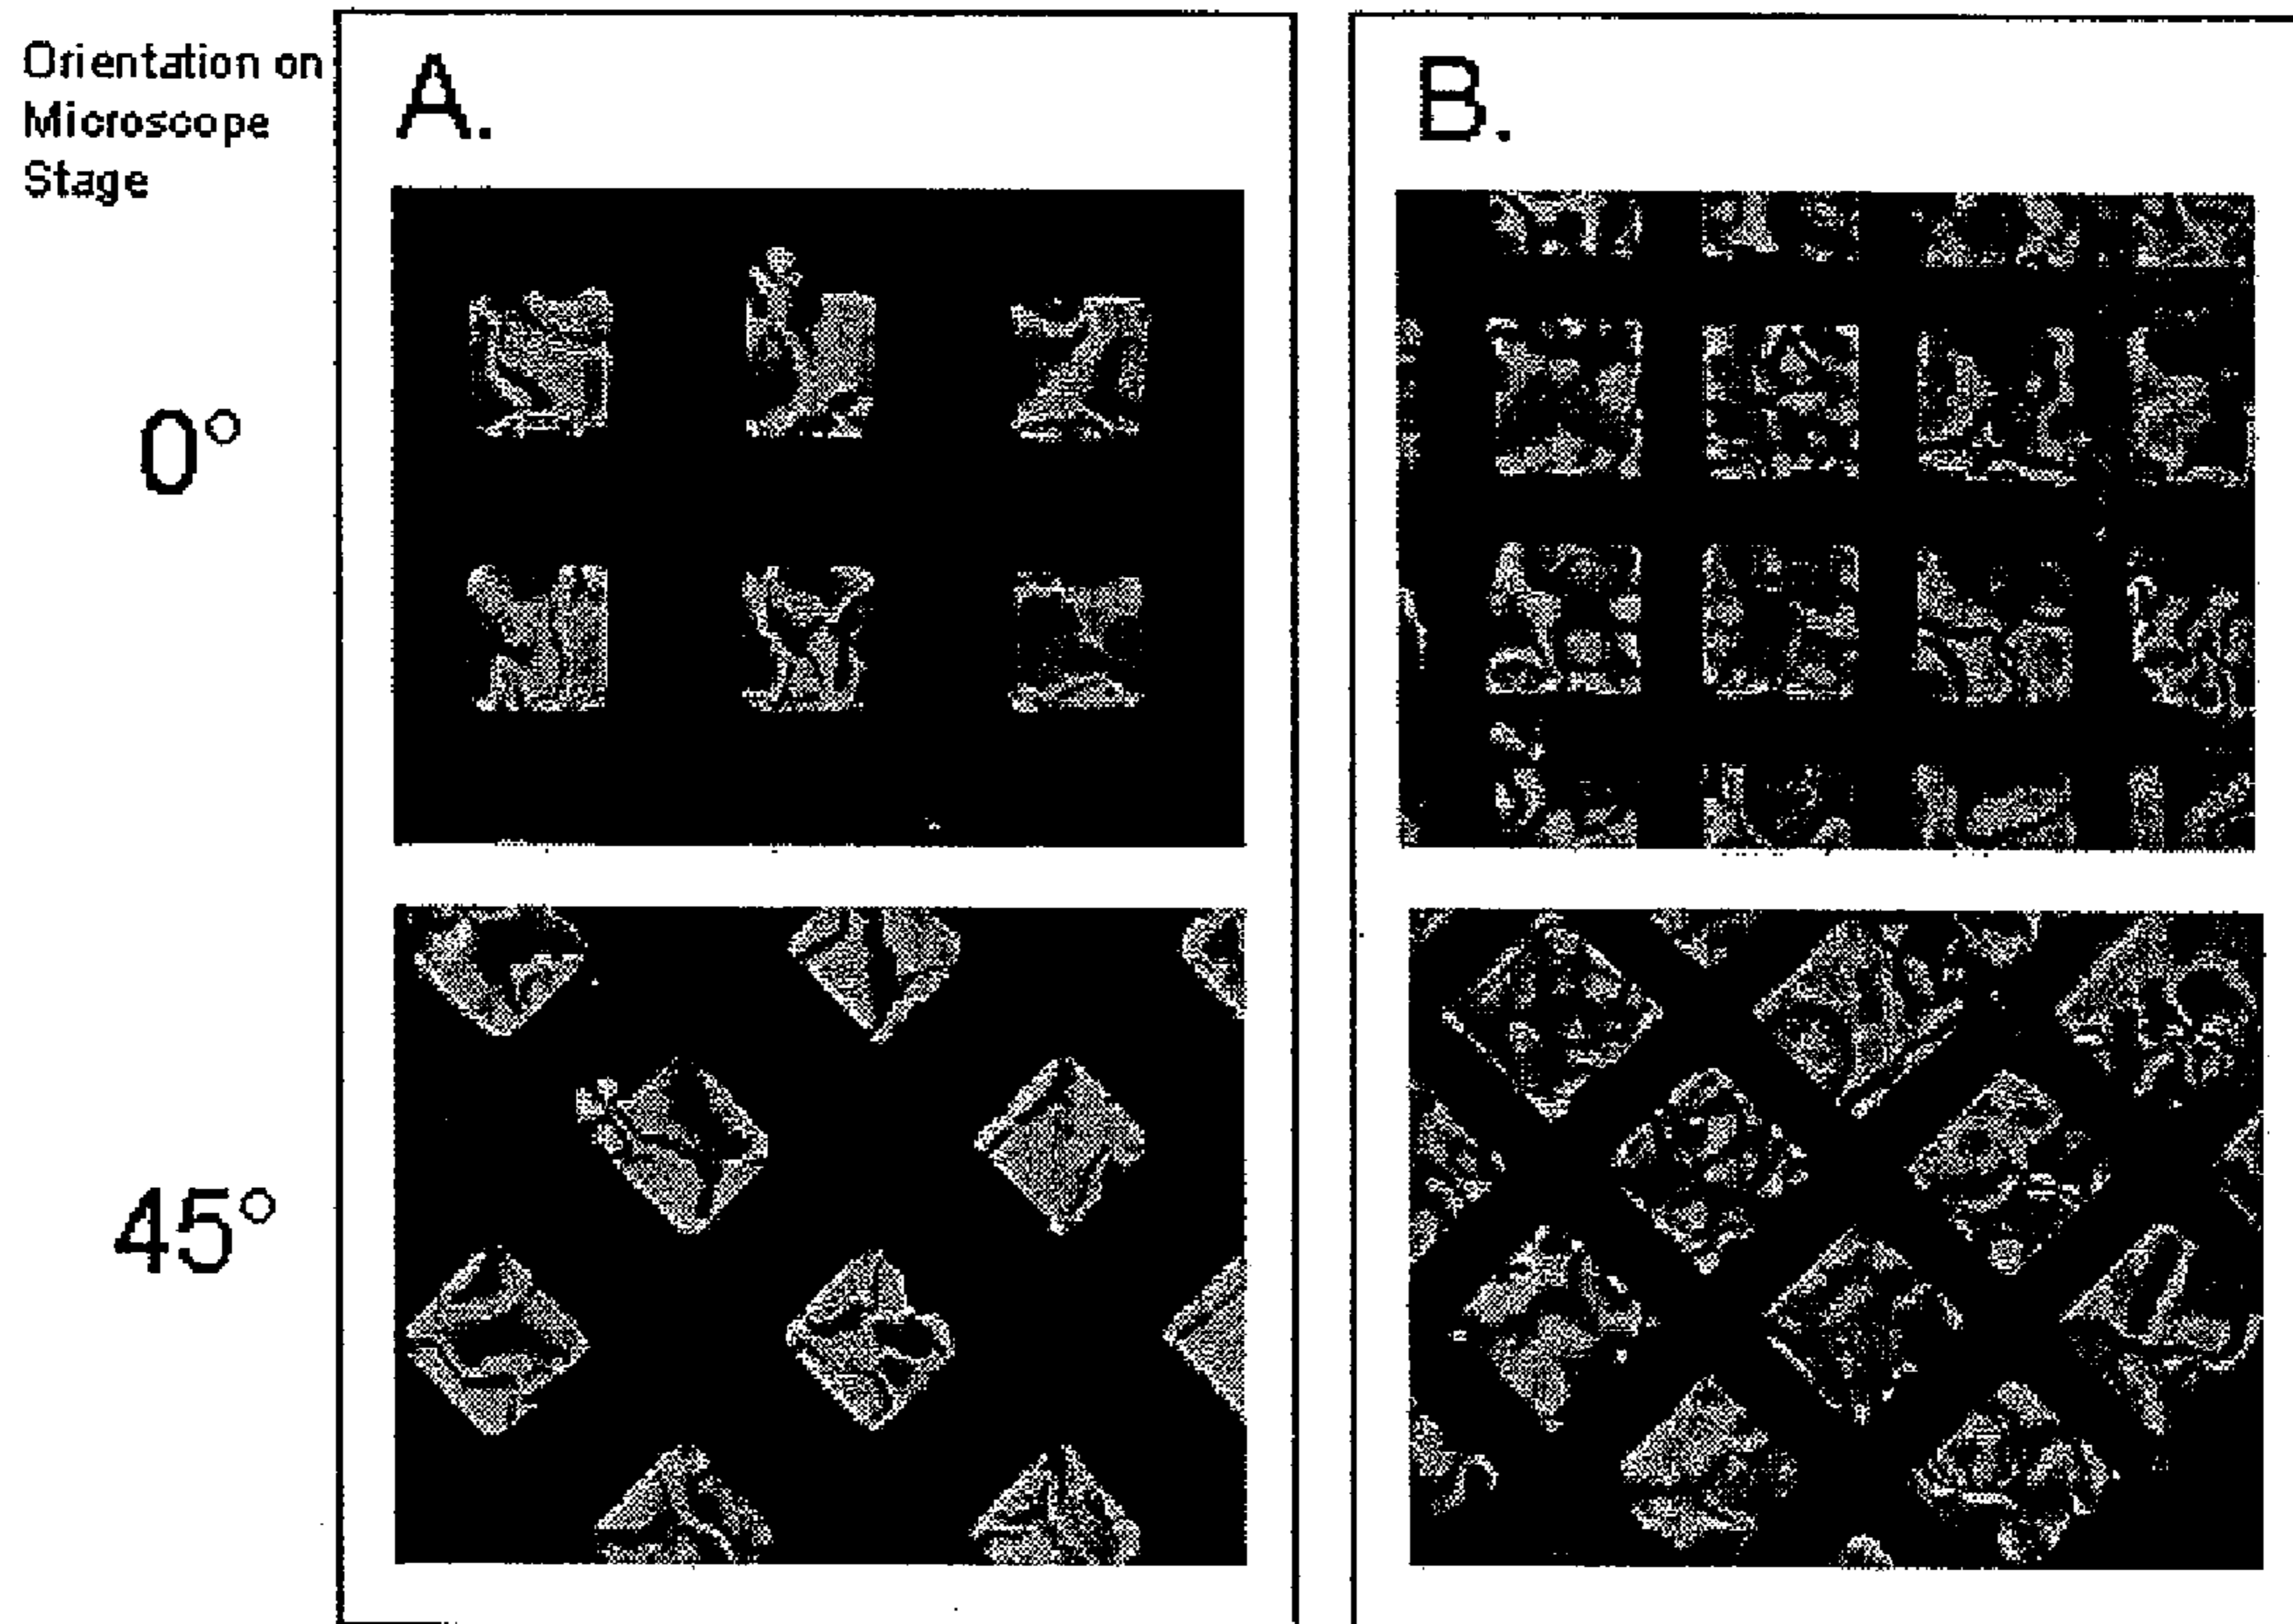 Orientation on
Microscope
Stage
A.
B.
0°
45°